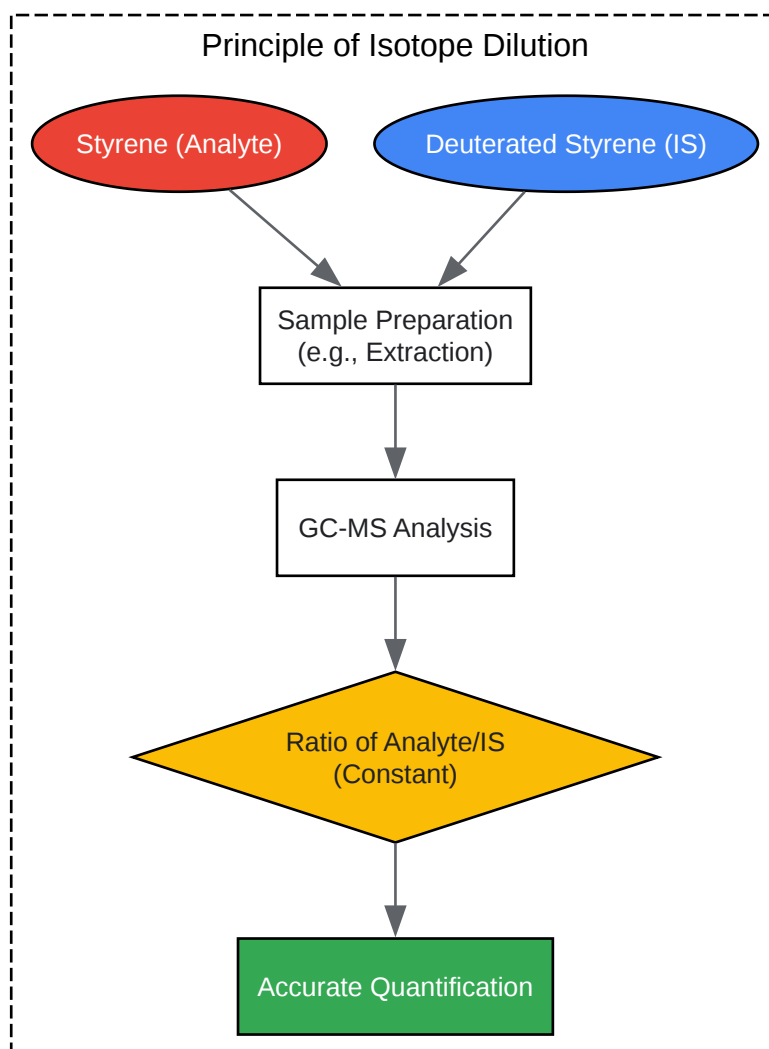 Principle of Isotope Dilution
Styrene (Analyte)
Deuterated Styrene (IS)
Sample Preparation
(e.g., Extraction)
GC-MS Analysis
Ratio of Analyte/IS
(Constant)
Accurate Quantification